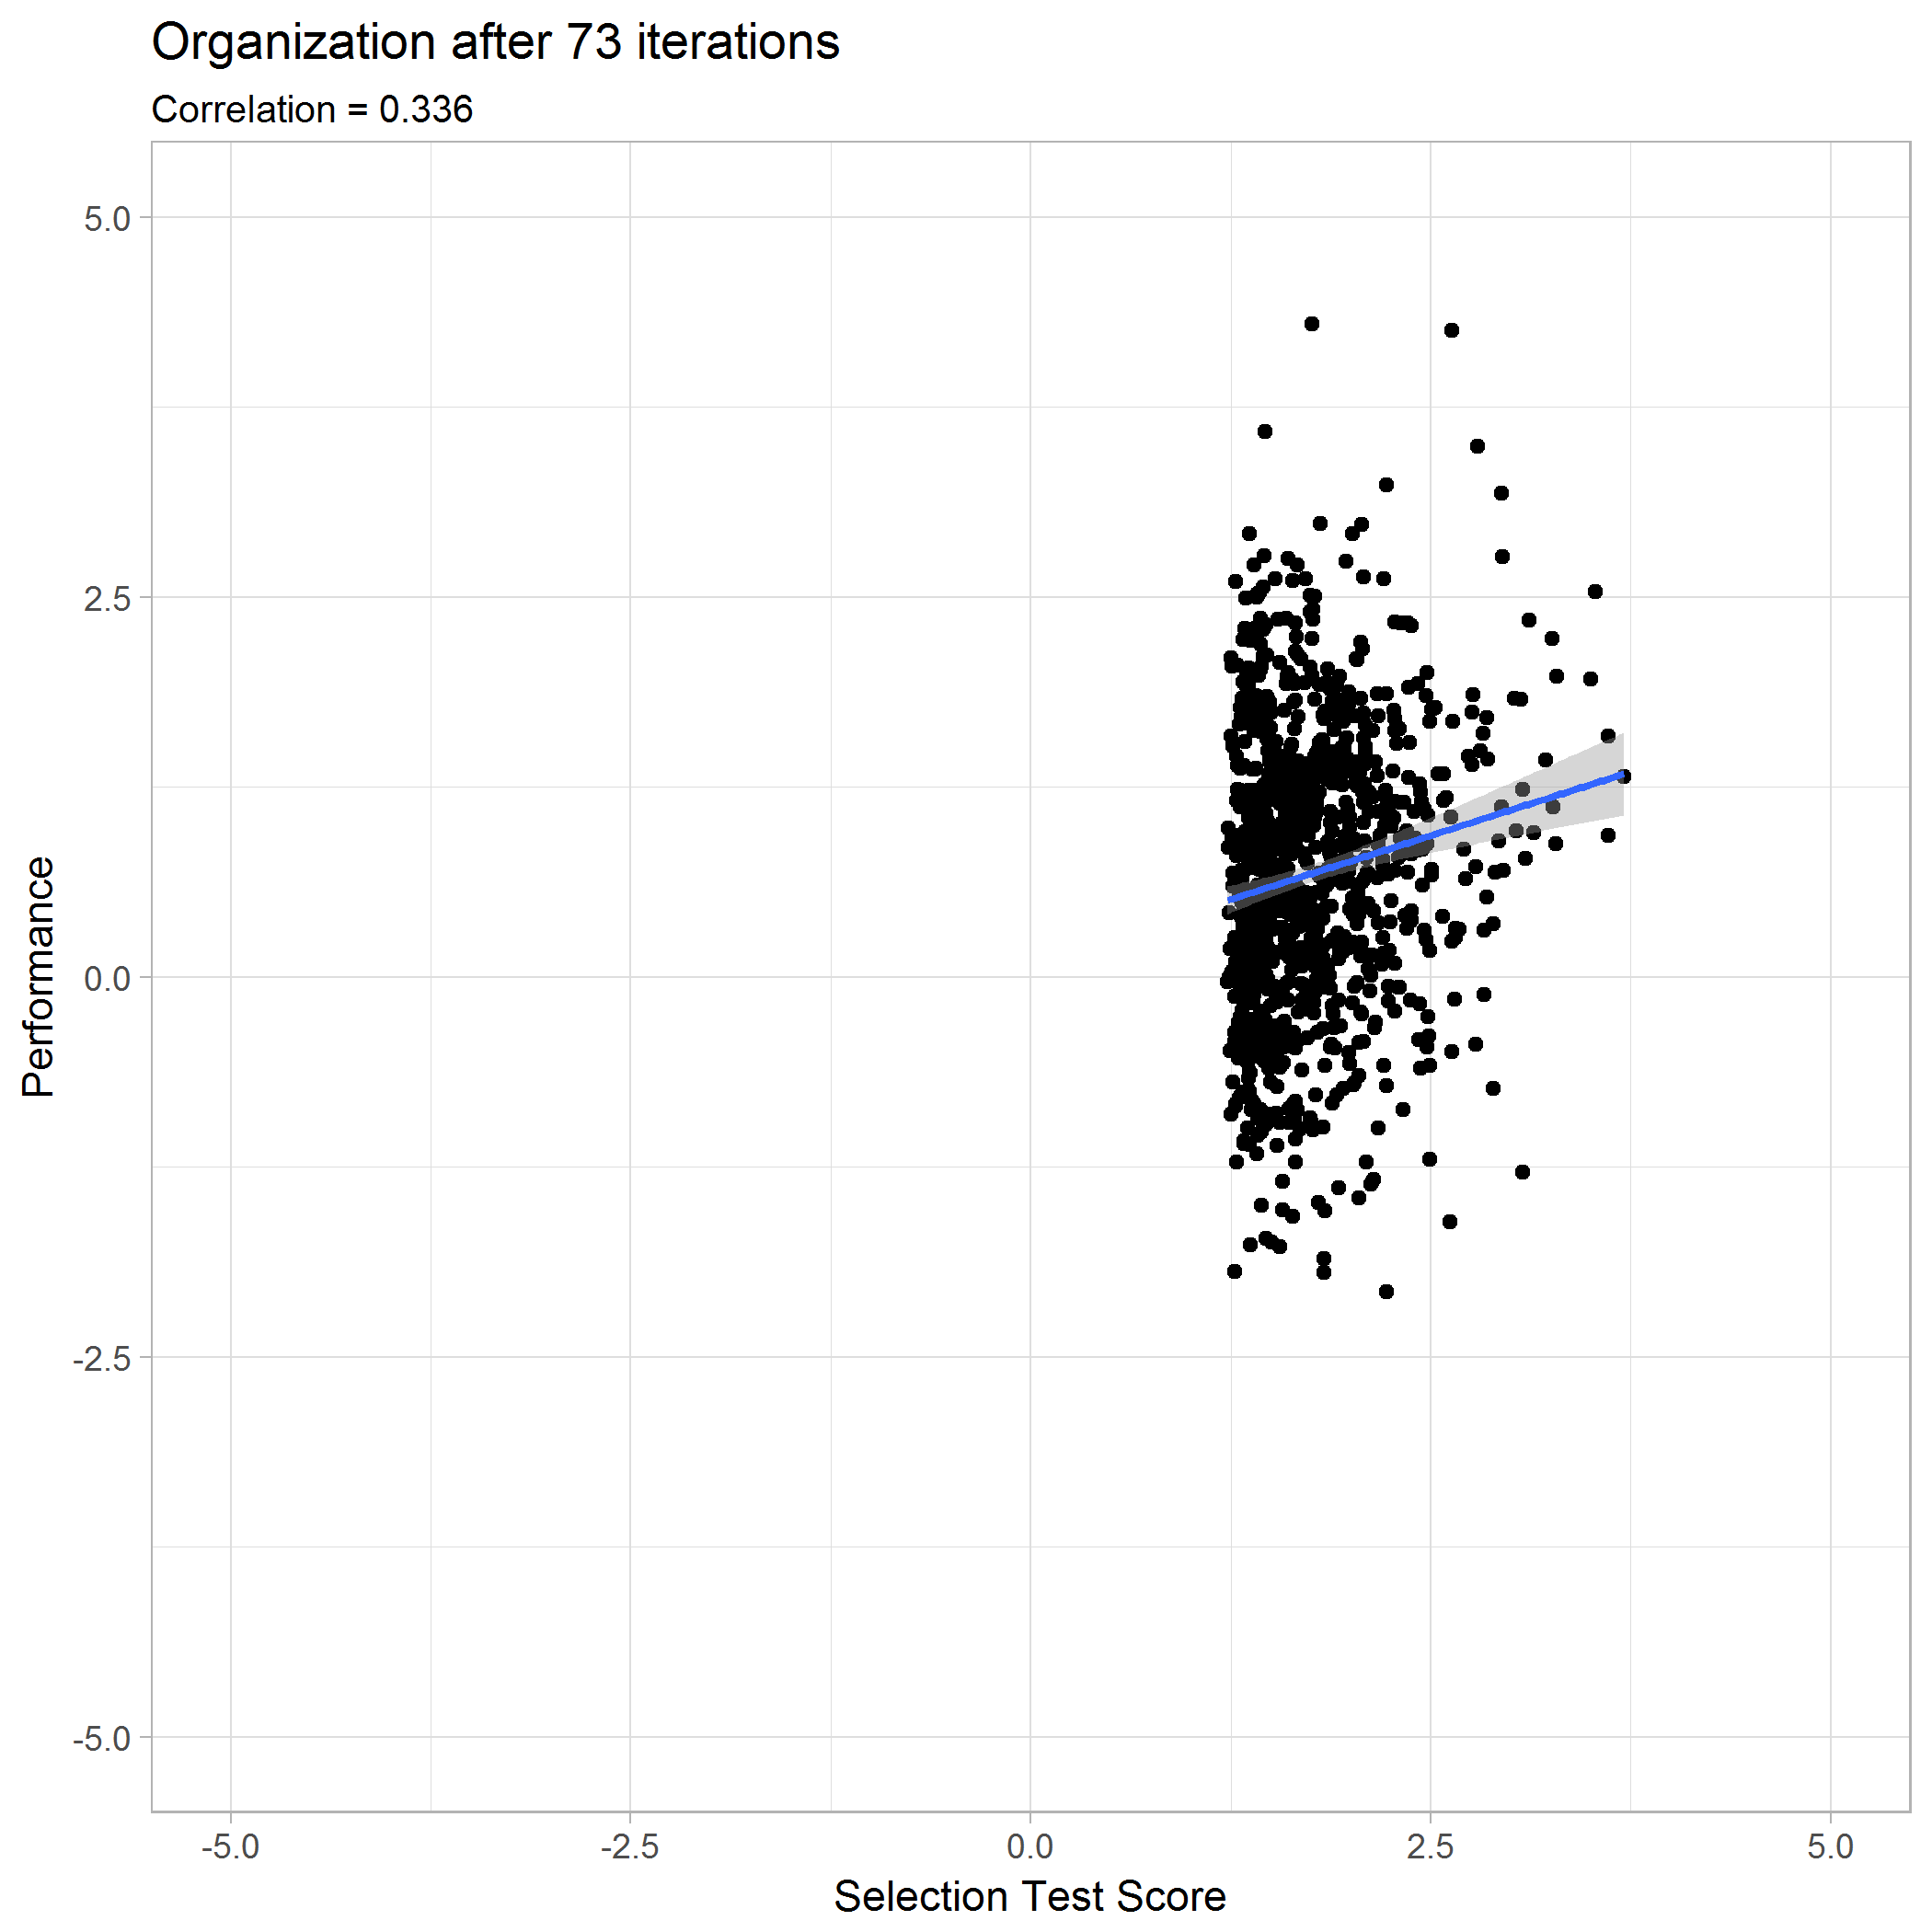 Organization after 73 iterations
Correlation = 0.336
5.0
2.5
0.0
-2.5
-5.0
Performance
-5.0 -2.5 0.0 2.5 5.0
Selection Test Score